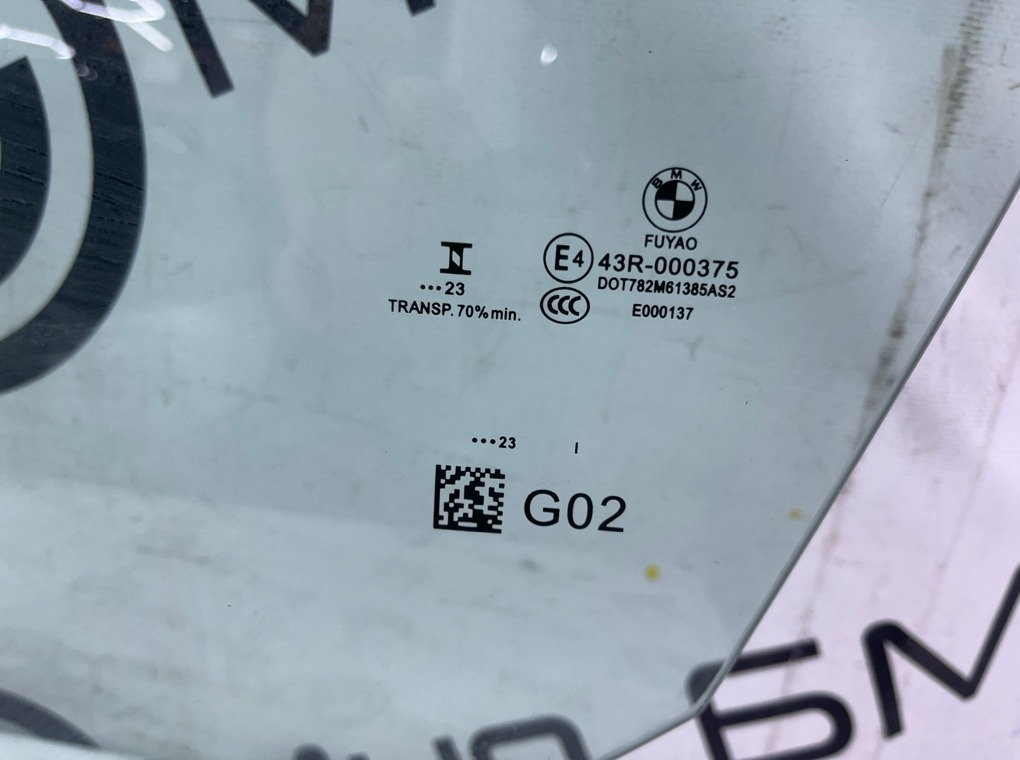 BMW
FUYAO
E4 43R-000375
•••23
DOT782M61385AS2
TRANSP. 70% min.
CCC
E000137
•••23 I
G02